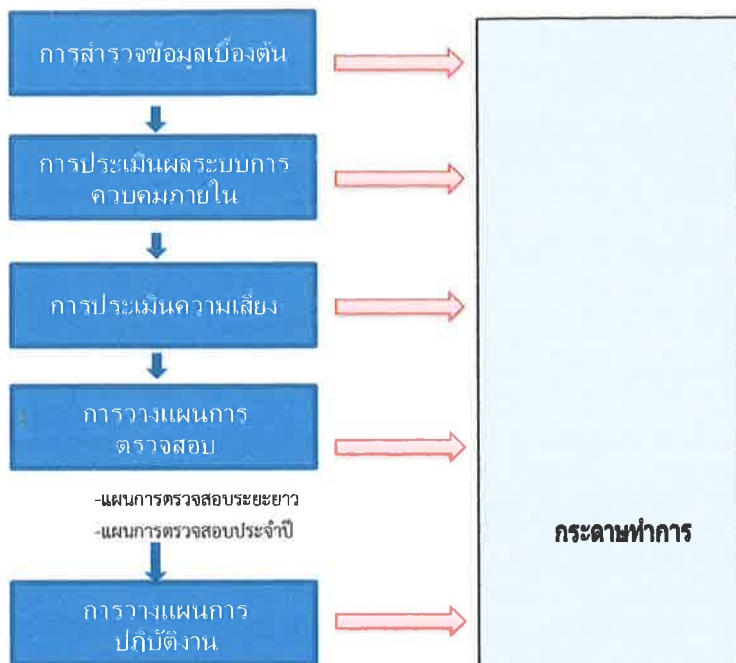 การสำรวจข้อมูลเบื้องต้น
การประเมินผลระบบการ
ควบคุมภายใน
การประเมินความเสี่ยง
การวางแผนการ
ตรวจสอบ
-แผนการตรวจสอบระยะยาว
-แผนการตรวจสอบประจำปี
กระดาษทำการ
การวางแผนการ
ปฏิบัติงาน